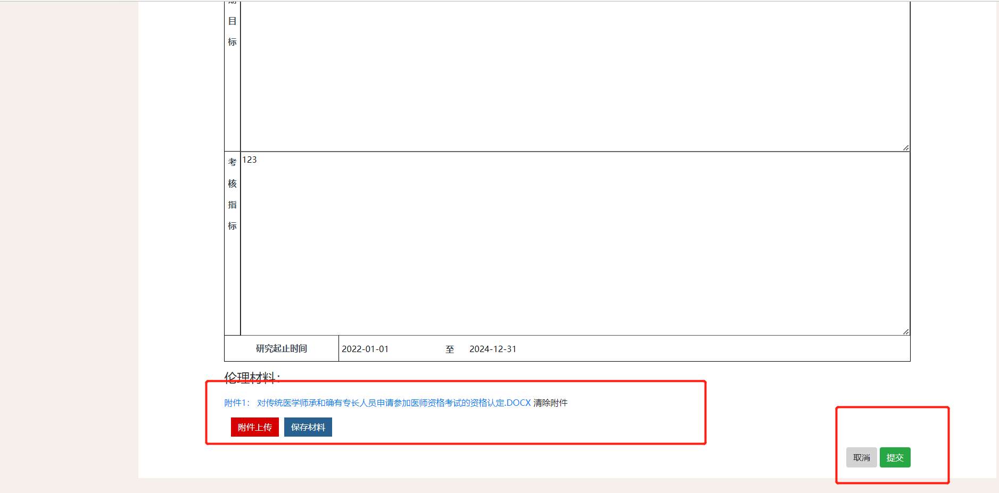 目
标
考
核
指
标
123
研究起止时间 2022-01-01 至 2024-12-31
伦理材料：
附件1： 对传统医学师承和确有专长人员申请参加医师资格考试的资格认定.DOCX 清除附件
附件上传 保存材料
取消 提交